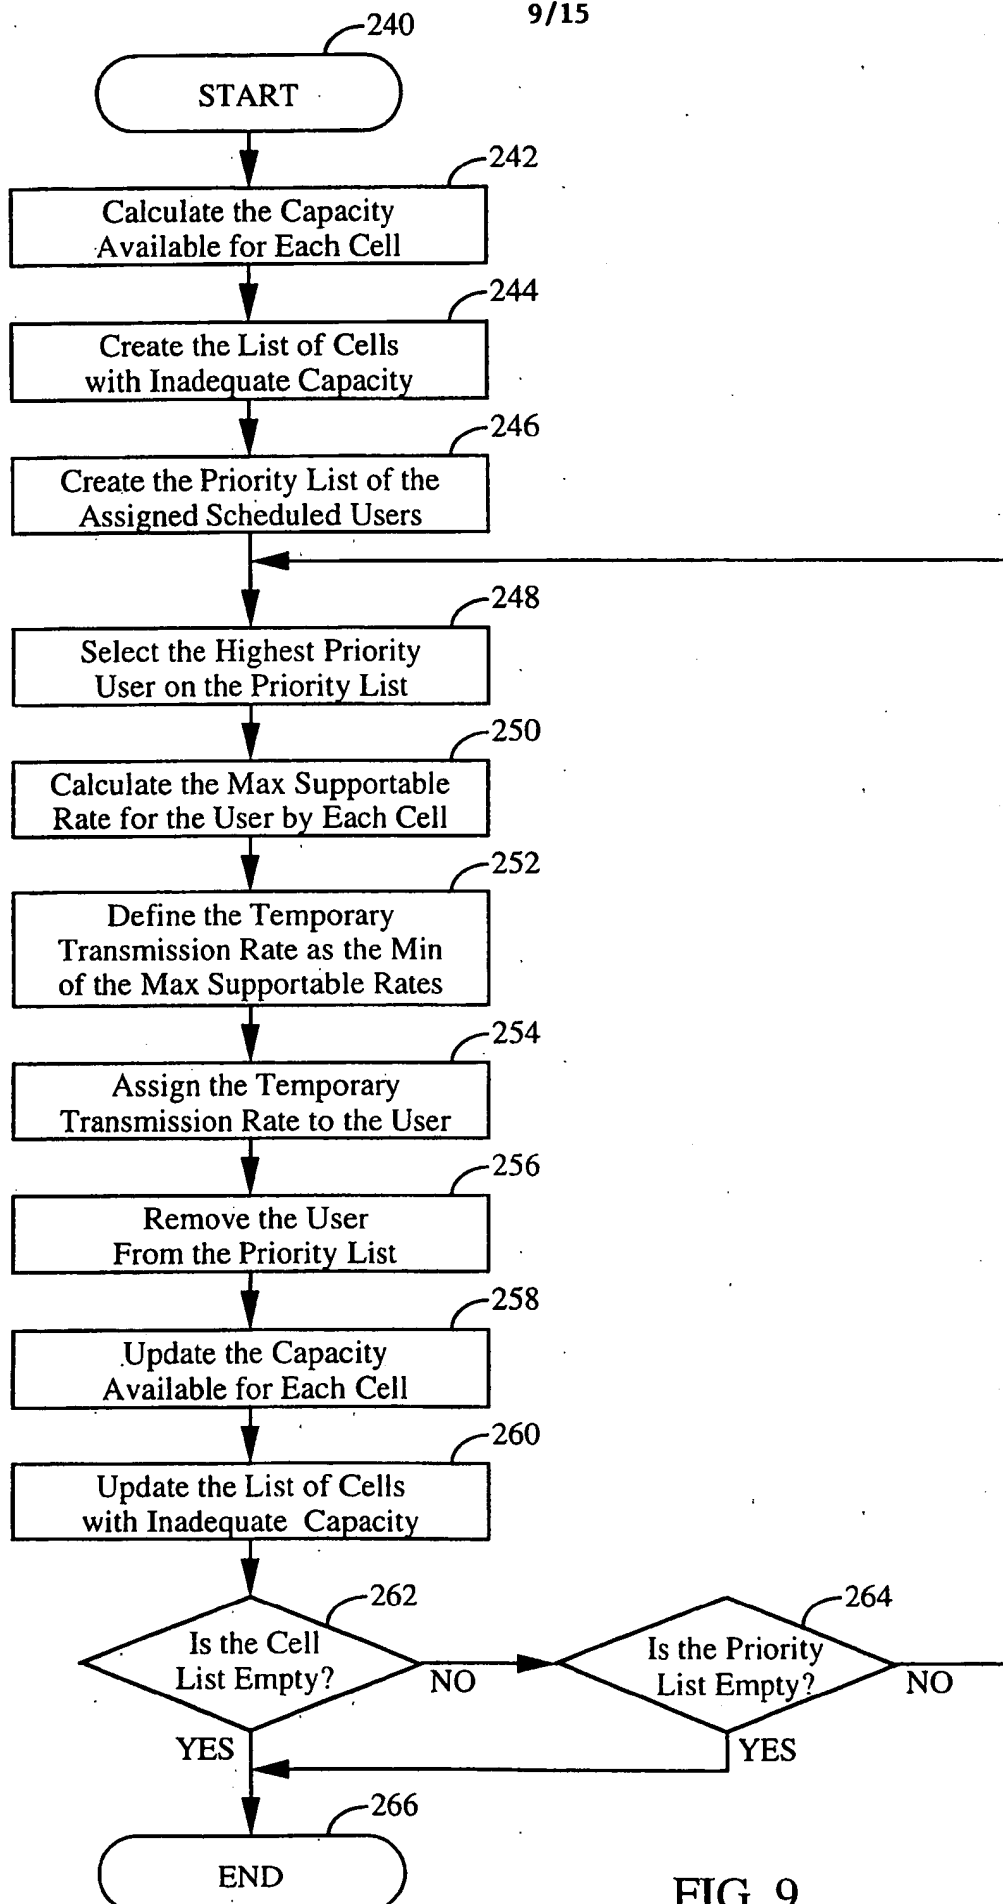 9/15
240
START
242
Calculate the Capacity
Available for Each Cell
244
Create the List of Cells
with Inadequate Capacity
246
Create the Priority List of the
Assigned Scheduled Users
248
Select the Highest Priority
User on the Priority List
250
Calculate the Max Supportable
Rate for the User by Each Cell
252
Define the Temporary
Transmission Rate as the Min
of the Max Supportable Rates
254
Assign the Temporary
Transmission Rate to the User
256
Remove the User
From the Priority List
258
Update the Capacity
Available for Each Cell
260
Update the List of Cells
with Inadequate Capacity
262
Is the Cell
List Empty?
NO
264
Is the Priority
List Empty?
NO
YES
YES
266
END
FIG. 9